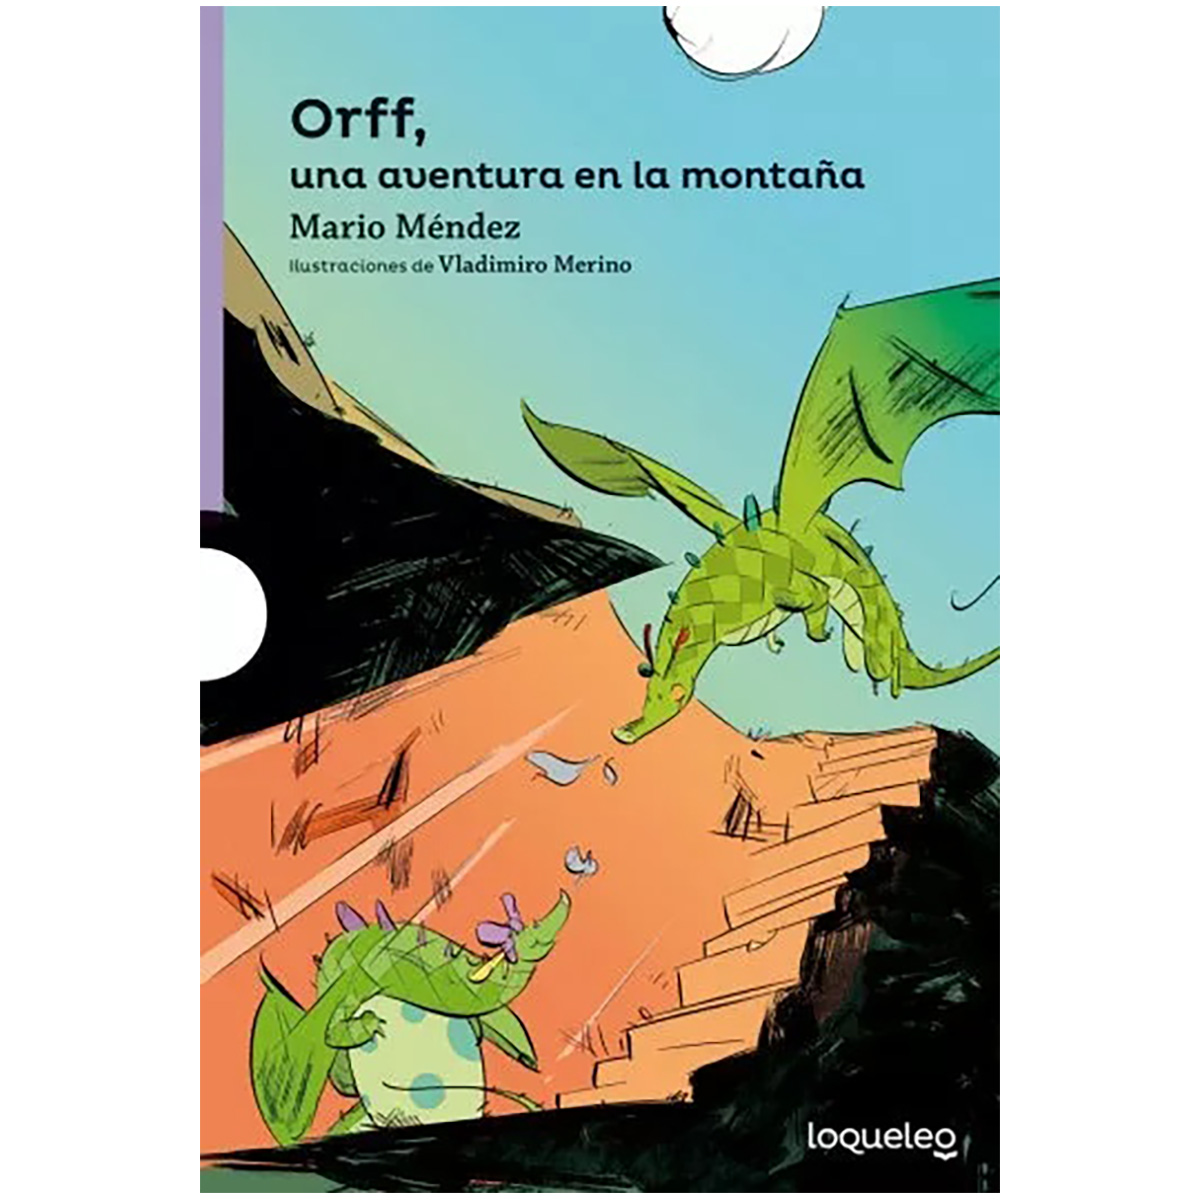 Orff,
una aventura en la montaña
Mario Méndez
Ilustraciones de Vladimiro Merino
loqueleo